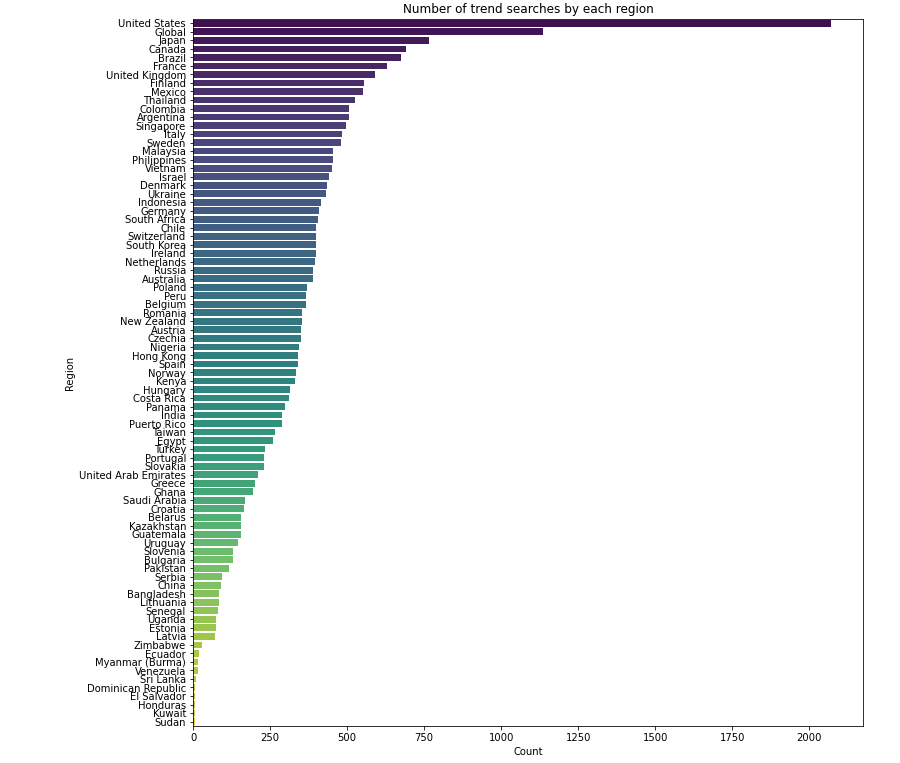 Number of trend searches by each region
United States
Global
Japan
Canada
Brazil
France
United Kingdom
Finland
Mexico
Thailand
Colombia
Argentina
Singapore
Italy
Sweden
Malaysia
Philippines
Vietnam
Israel
Denmark
Ukraine
Indonesia
Germany
South Africa
Chile
Switzerland
South Korea
Ireland
Netherlands
Russia
Australia
Poland
Peru
Belgium
Romania
New Zealand
Austria
Czechia
Nigeria
Hong Kong
Spain
Norway
Kenya
Hungary
Costa Rica
Panama
India
Puerto Rico
Taiwan
Egypt
Turkey
Portugal
Slovakia
United Arab Emirates
Greece
Ghana
Saudi Arabia
Croatia
Belarus
Kazakhstan
Guatemala
Uruguay
Slovenia
Bulgaria
Pakistan
Serbia
China
Bangladesh
Lithuania
Senegal
Uganda
Estonia
Latvia
Zimbabwe
Ecuador
Myanmar (Burma)
Venezuela
Sri Lanka
Dominican Republic
El Salvador
Honduras
Kuwait
Sudan
Region
0 250 500 750 1000 1250 1500 1750 2000
Count